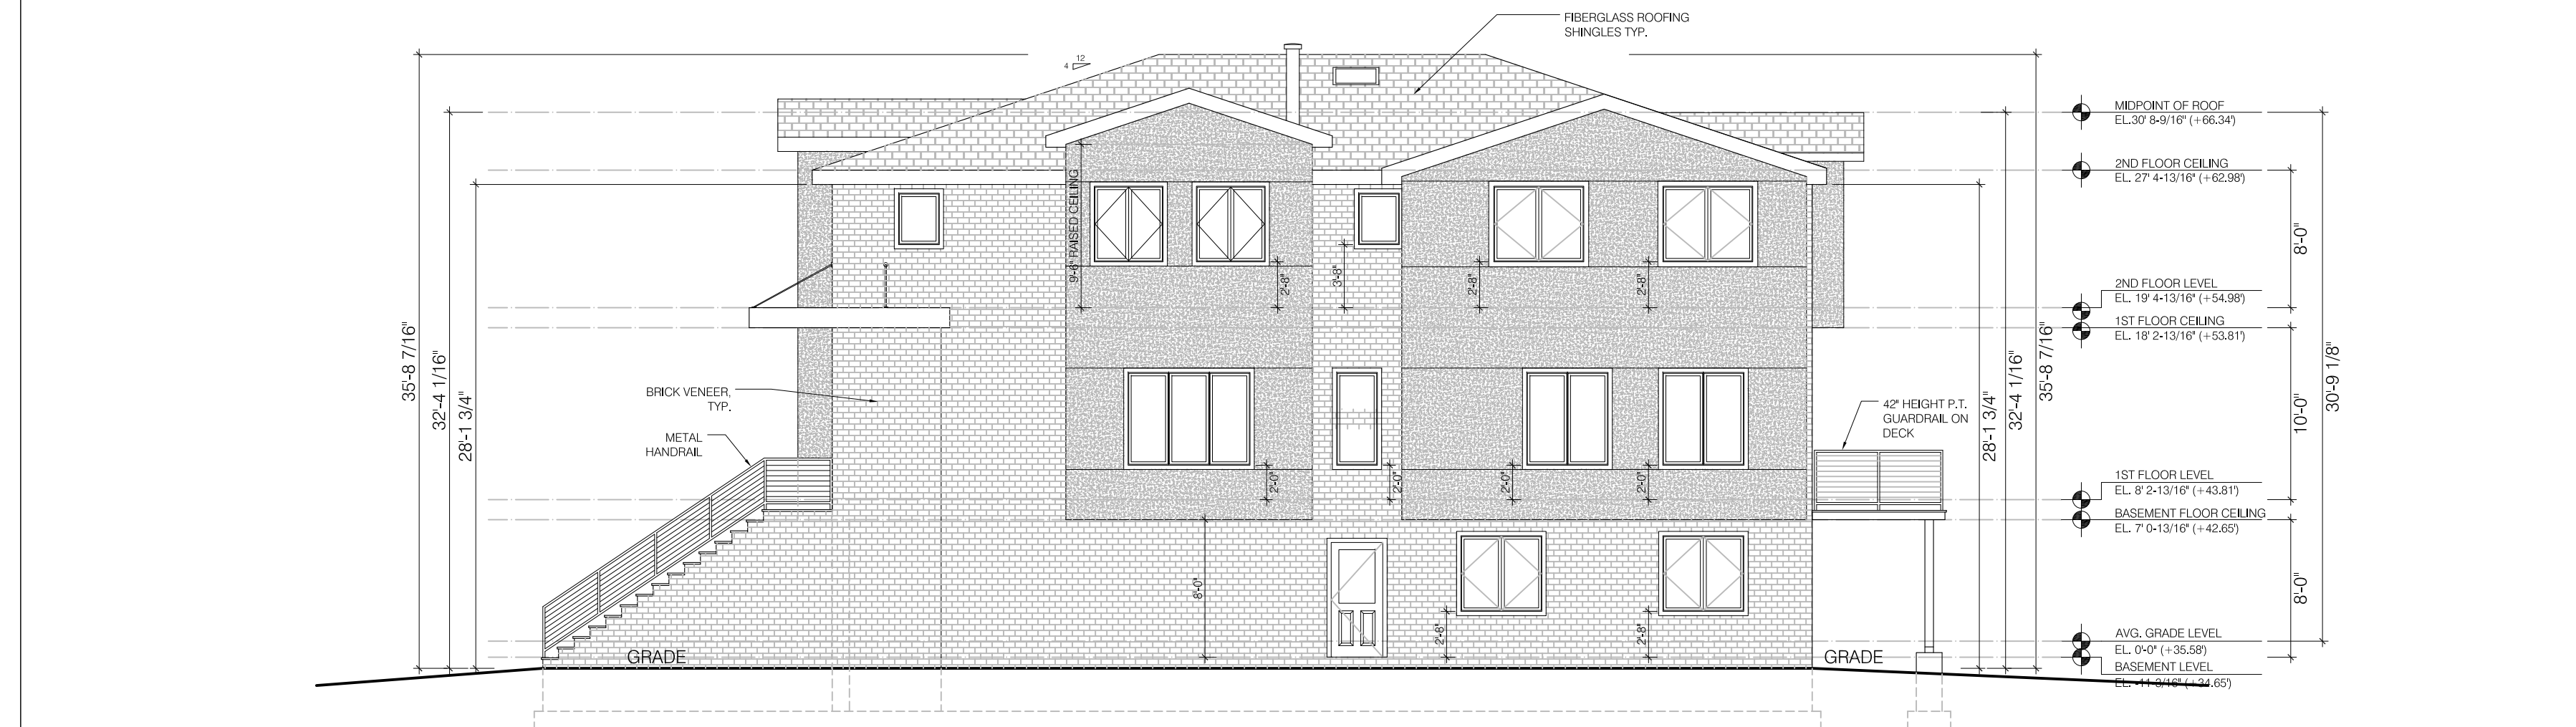 FIBERGLASS ROOFING
SHINGLES TYP.
12
4
MIDPOINT OF ROOF
EL.30' 8-9/16" (+66.34')
2ND FLOOR CEILING
EL. 27' 4-13/16" (+62.98')
9'-6" RAISED CEILING
8'-0"
2'-8"
3'-8"
2'-8"
2'-8"
2ND FLOOR LEVEL
EL. 19' 4-13/16" (+54.98')
1ST FLOOR CEILING
EL. 18' 2-13/16" (+53.81')
35'-8 7/16"
32'-4 1/16"
28'-1 3/4"
BRICK VENEER,
TYP.
METAL
HANDRAIL
42" HEIGHT P.T.
GUARDRAIL ON
DECK
28'-1 3/4"
32'-4 1/16"
35'-8 7/16"
10'-0"
30'-9 1/8"
2'-0"
2'-0"
2'-0"
2'-0"
1ST FLOOR LEVEL
EL. 8' 2-13/16" (+43.81')
BASEMENT FLOOR CEILING
EL. 7' 0-13/16" (+42.65')
8'-0"
8'-0"
2'-8"
2'-8"
AVG. GRADE LEVEL
EL. 0'-0" (+35.58')
GRADE
GRADE
BASEMENT LEVEL
EL. -11-3/16" (+34.65')